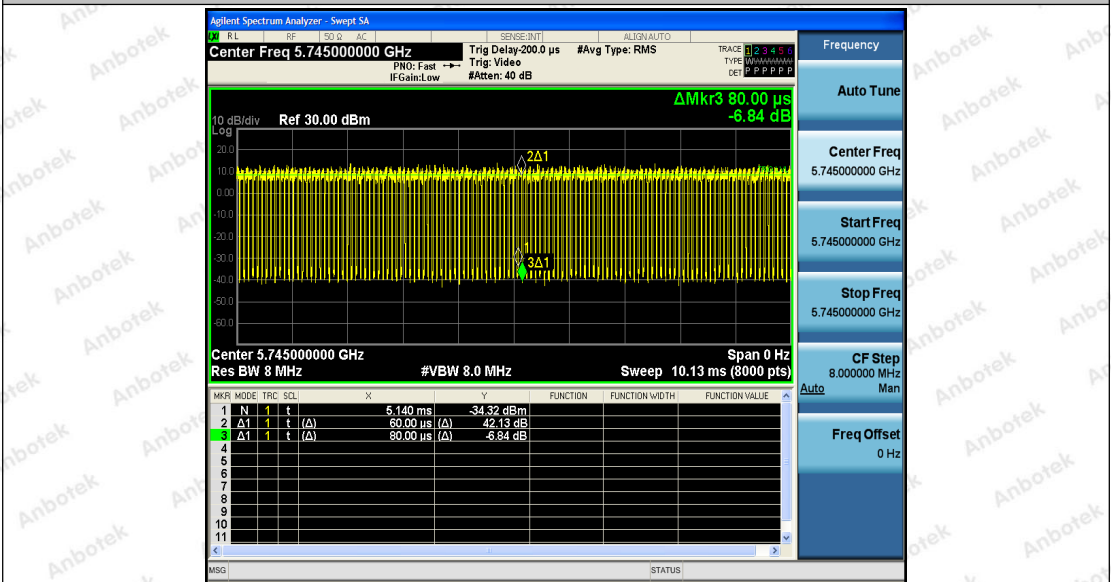 Agilent Spectrum Analyzer - Swept SA
RL RF 50 Ω AC SENSE:INT ALIGNAUTO
Center Freq 5.745000000 GHz
PNO: Fast
IFGain:Low
Trig Delay-200.0 µs
Trig: Video
#Atten: 40 dB
#Avg Type: RMS
TRACE 1 2 3 4 5 6
TYPE
DET P P P P P P
ΔMkr3 80.00 µs
-6.84 dB
10 dB/div Ref 30.00 dBm
Log
20.0
10.0
0.00
-10.0
-20.0
-30.0
-40.0
-50.0
-60.0
2Δ1
1
3Δ1
Center 5.745000000 GHz Span 0 Hz
Res BW 8 MHz #VBW 8.0 MHz Sweep 10.13 ms (8000 pts)
MKR MODE TRC SCL X Y FUNCTION FUNCTION WIDTH FUNCTION VALUE
1 N 1 t 5.140 ms -34.32 dBm
2 Δ1 1 t (Δ) 60.00 µs (Δ) 42.13 dB
3 Δ1 1 t (Δ) 80.00 µs (Δ) -6.84 dB
4
5
6
7
8
9
10
11
MSG STATUS
Frequency
Auto Tune
Center Freq
5.745000000 GHz
Start Freq
5.745000000 GHz
Stop Freq
5.745000000 GHz
CF Step
8.000000 MHz
Auto Man
Freq Offset
0 Hz
Anbotek